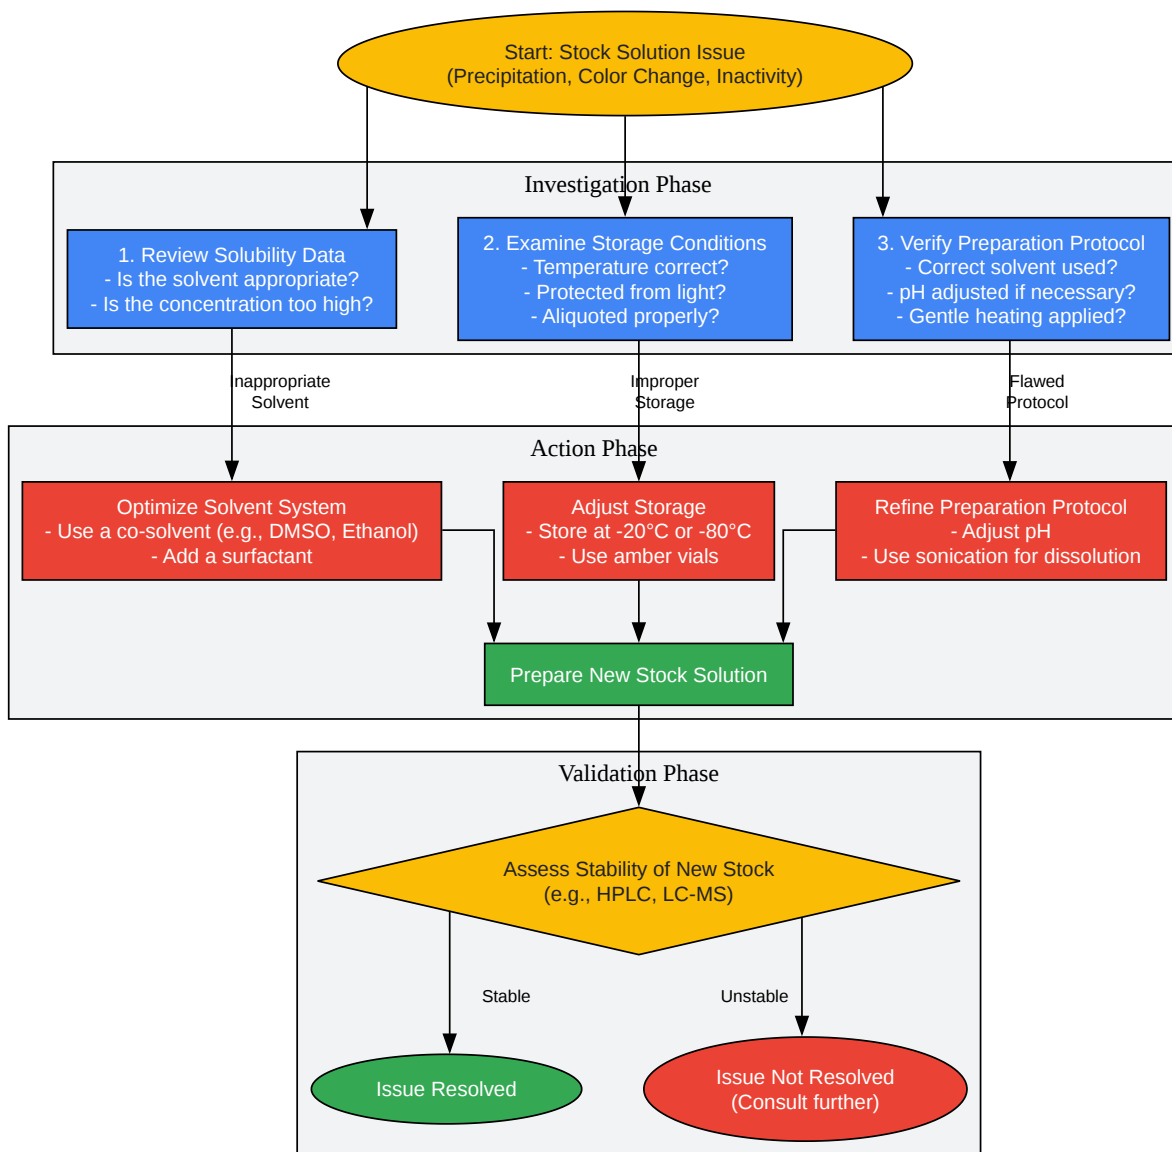 Start: Stock Solution Issue
(Precipitation, Color Change, Inactivity)
Investigation Phase
1. Review Solubility Data
- Is the solvent appropriate?
- Is the concentration too high?
2. Examine Storage Conditions
- Temperature correct?
- Protected from light?
- Aliquoted properly?
3. Verify Preparation Protocol
- Correct solvent used?
- pH adjusted if necessary?
- Gentle heating applied?
Inappropriate
Solvent
Improper
Storage
Flawed
Protocol
Action Phase
Optimize Solvent System
- Use a co-solvent (e.g., DMSO, Ethanol)
- Add a surfactant
Adjust Storage
- Store at -20°C or -80°C
- Use amber vials
Refine Preparation Protocol
- Adjust pH
- Use sonication for dissolution
Prepare New Stock Solution
Validation Phase
Assess Stability of New Stock
(e.g., HPLC, LC-MS)
Stable
Unstable
Issue Resolved
Issue Not Resolved
(Consult further)